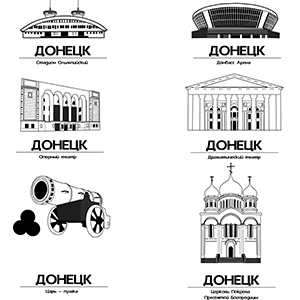 ДОНЕЦК
Стадион Олимпийский
ДОНЕЦК
Донбасс Арена
ДОНЕЦК
Оперный театр
ДОНЕЦК
Драматический театр
ДОНЕЦК
Царь - пушка
ДОНЕЦК
Церковь Покрова
Пресвятой Богородицы